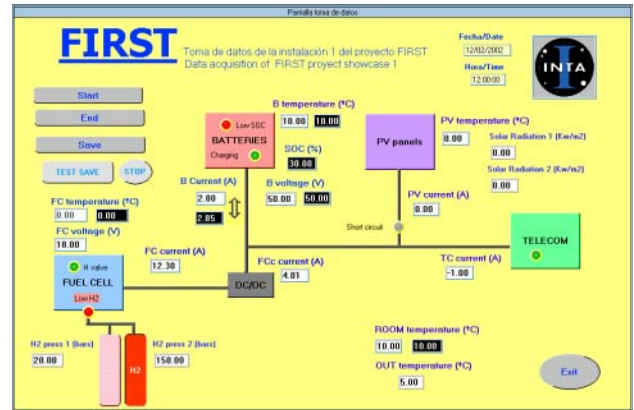 Pantalla toma de datos
FIRST
Toma de datos de la instalación 1 del proyecto FIRST
Data acquisition of FIRST proyect showcase 1
Fecha/Date
12/02/2002
Hora/Time
12:00:00
INTA
Start
End
Save
TEST SAVE
STOP
B temperature (ºC)
10.00 10.00
Low SOC
BATTERIES
Charging
SOC (%)
30.00
B Current (A)
2.80
2.85
B voltage (V)
50.00 50.00
PV panels
PV temperature (ºC)
0.00
Solar Radiation 1 (Kw/m2)
0.00
Solar Radiation 2 (Kw/m2)
0.00
PV current (A)
0.00
Short circuit
TELECOM
TC current (A)
-1.00
FC temperature (ºC)
0.00 0.00
FC voltage (V)
18.00
H valve
FUEL CELL
Low H2
FC current (A)
12.30
DC/DC
FCc current (A)
4.01
H2 press 1 (bars)
20.00
H2
H2 press 2 (bars)
150.00
ROOM temperature (ºC)
10.00 10.00
OUT temperature (ºC)
5.00
Exit